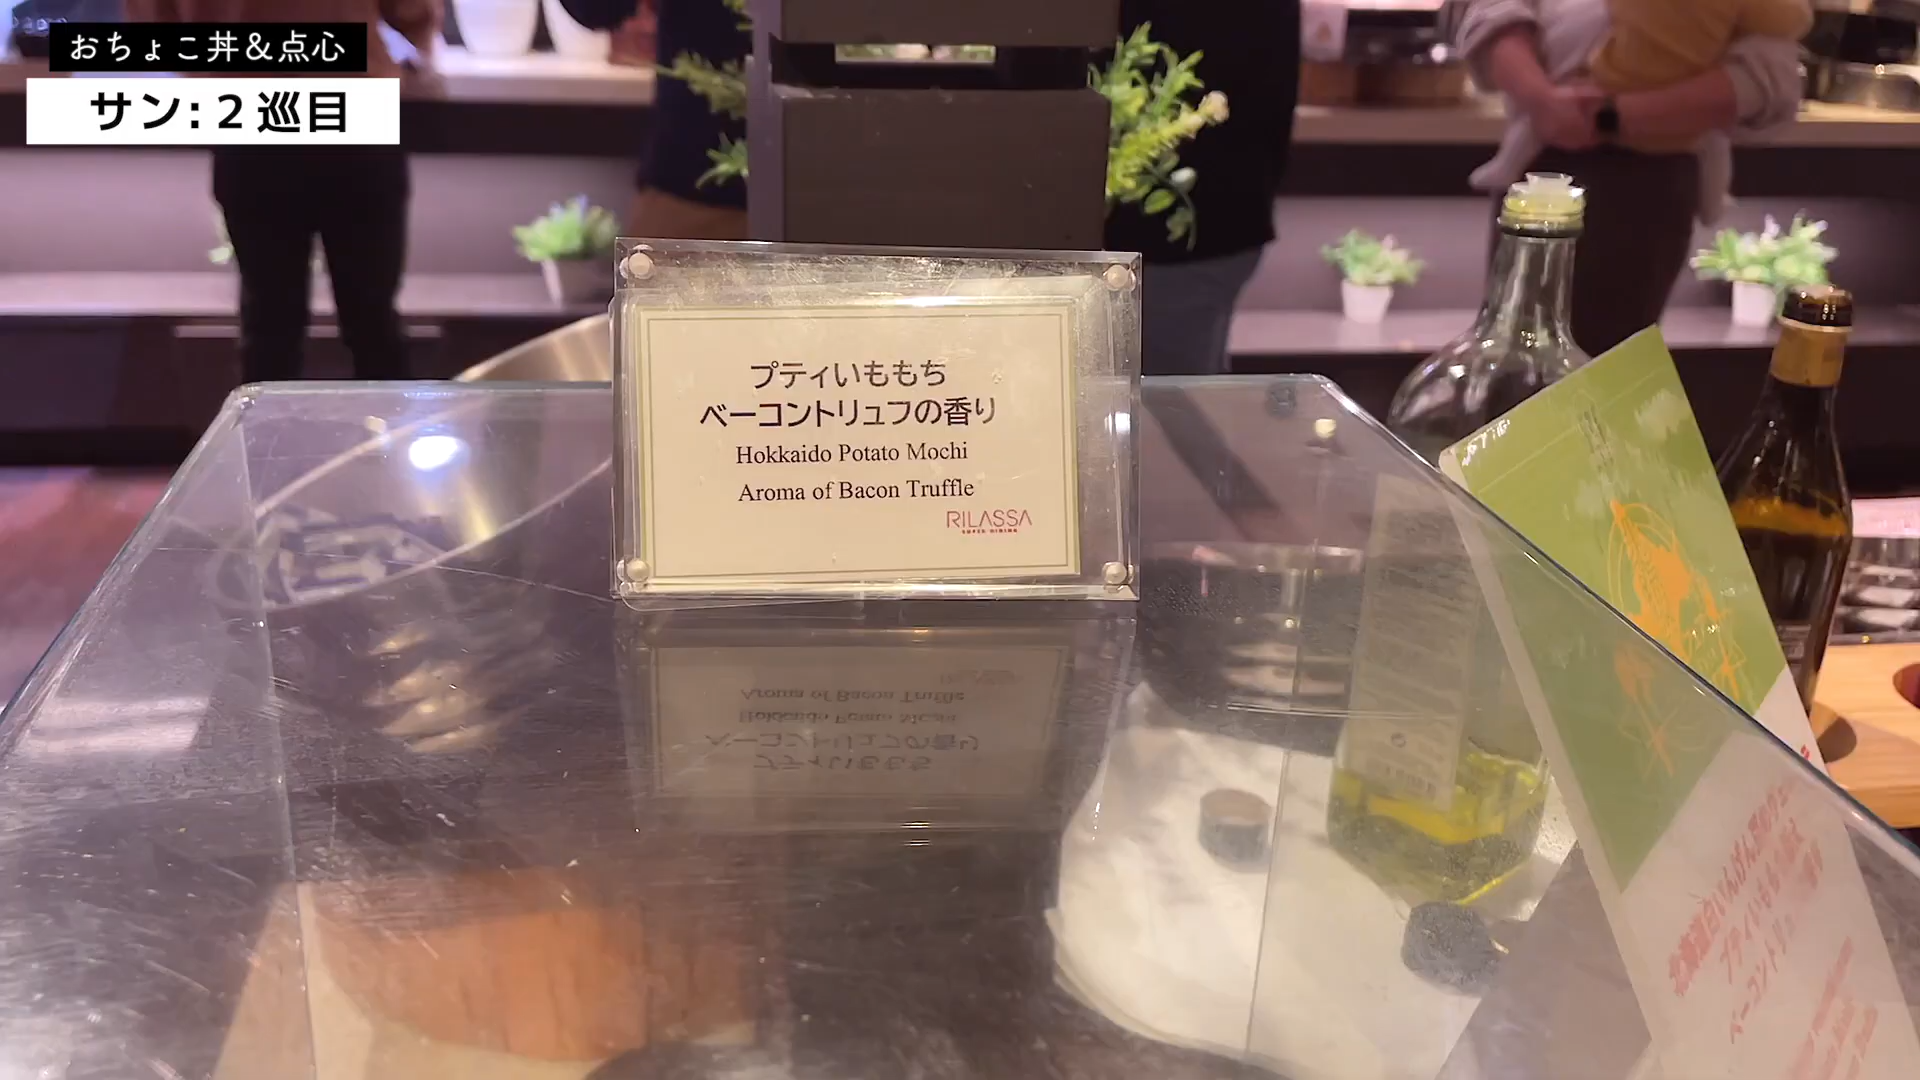 おちょこ丼＆点心
サン:２巡目
プティいももち
ベーコントリュフの香り
Hokkaido Potato Mochi
Aroma of Bacon Truffle
RILASSA
SUPER DINING